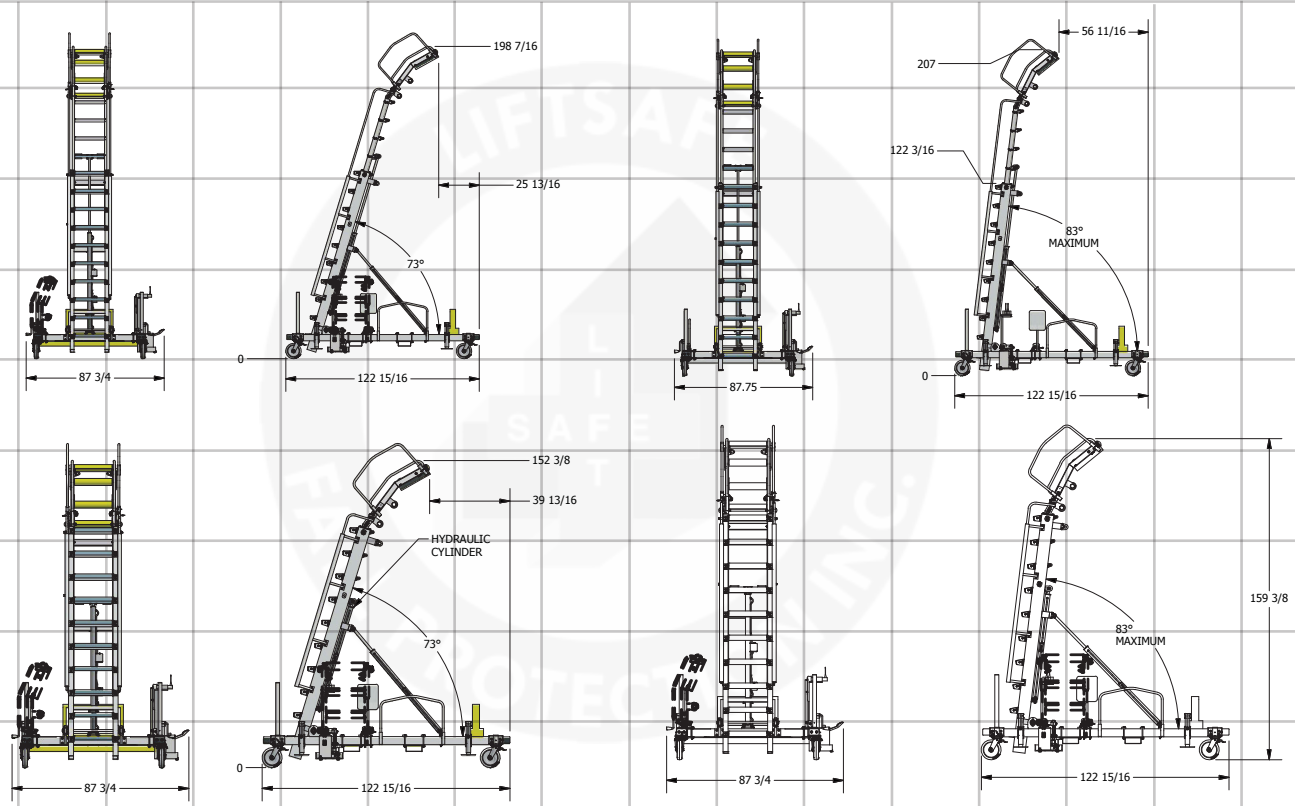 198 7/16
25 13/16
73°
0
87 3/4
122 15/16
56 11/16
207
122 3/16
83°
MAXIMUM
0
87.75
122 15/16
152 3/8
39 13/16
HYDRAULIC
CYLINDER
73°
0
87 3/4
122 15/16
159 3/8
83°
MAXIMUM
87 3/4
122 15/16
LIFTSAFE
FALL PROTECTION INC.
LIFT
SAFE